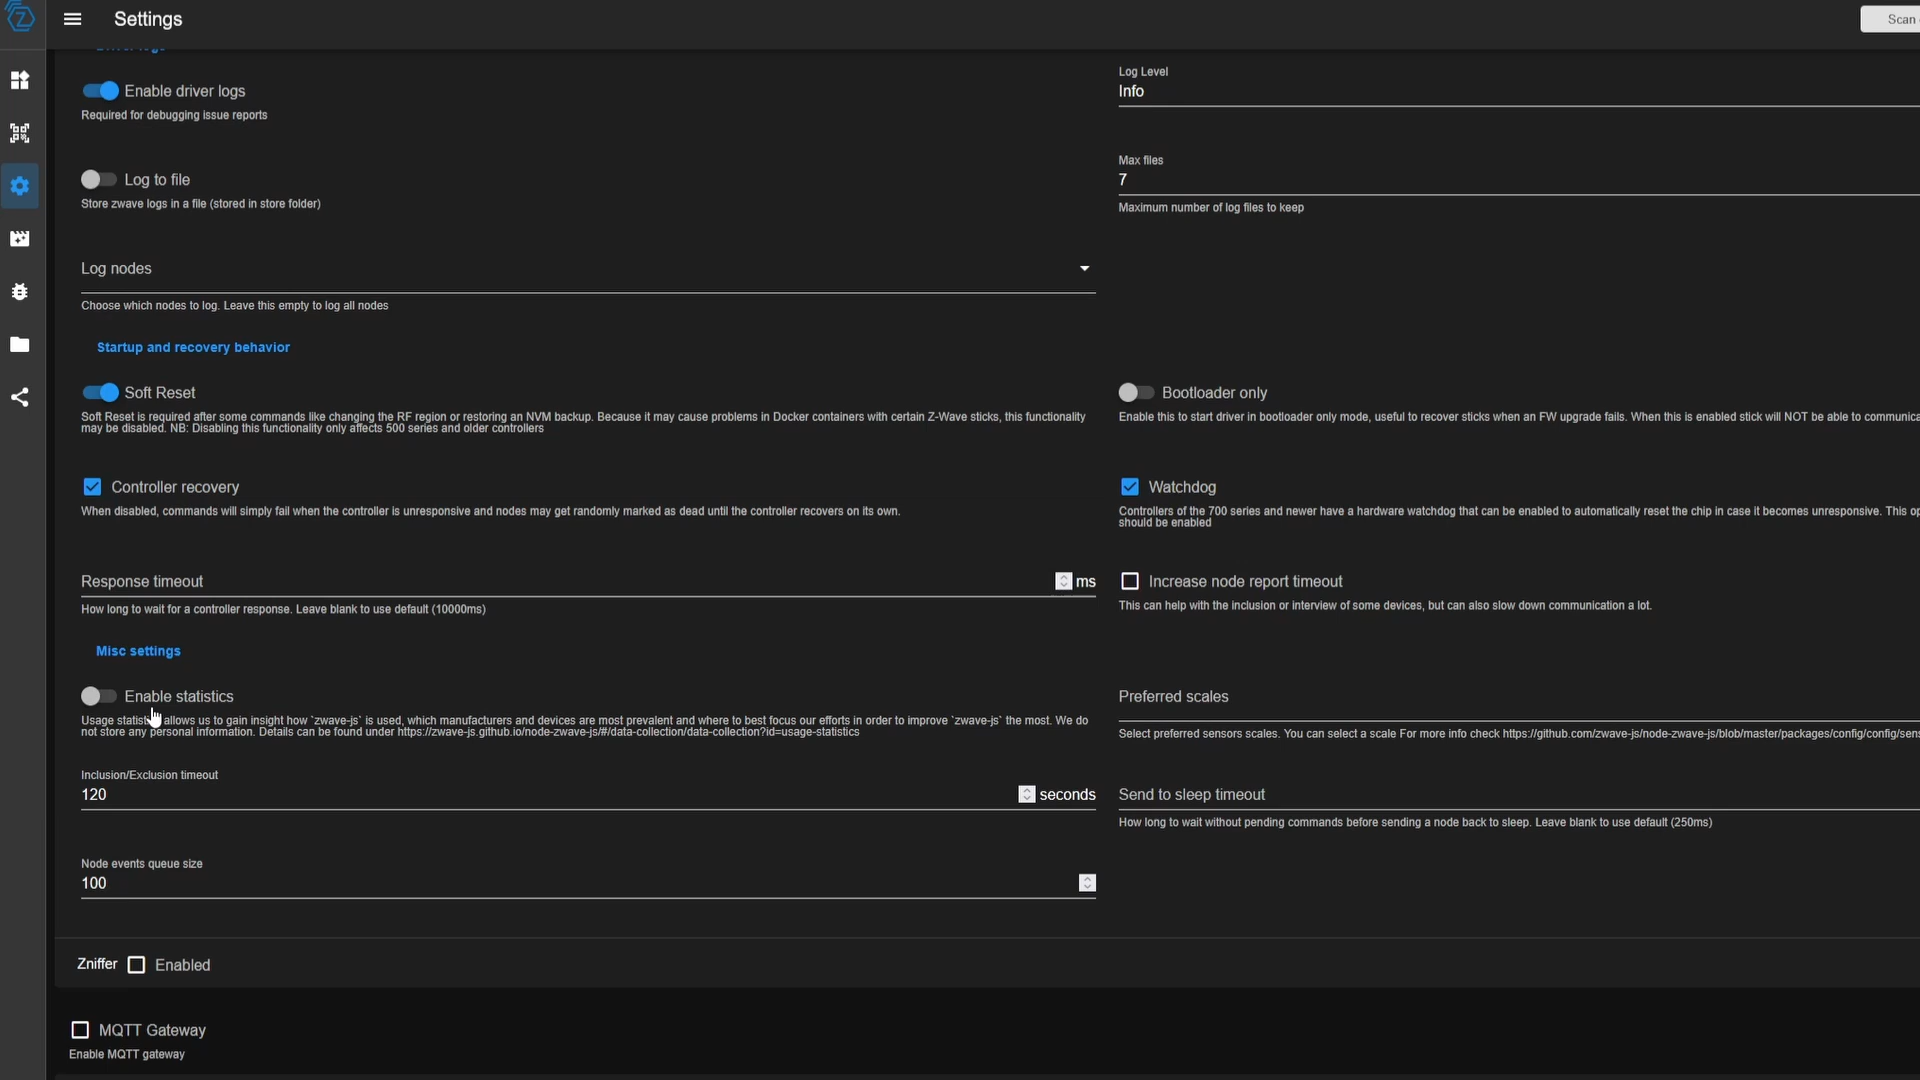 Settings
Scan
Enable driver logs
Required for debugging issue reports
Log Level
Info
Log to file
Store zwave logs in a file (stored in store folder)
Max files
7
Maximum number of log files to keep
Log nodes
Choose which nodes to log. Leave this empty to log all nodes
Startup and recovery behavior
Soft Reset
Soft Reset is required after some commands like changing the RF region or restoring an NVM backup. Because it may cause problems in Docker containers with certain Z-Wave sticks, this functionality
may be disabled. NB: Disabling this functionality only affects 500 series and older controllers
Bootloader only
Enable this to start driver in bootloader only mode, useful to recover sticks when an FW upgrade fails. When this is enabled stick will NOT be able to
Controller recovery
When disabled, commands will simply fail when the controller is unresponsive and nodes may get randomly marked as dead until the controller recovers on its own.
Watchdog
Controllers of the 700 series and newer have a hardware watchdog that can be enabled to automatically reset the chip in case it becomes unresponsive. This
should be enabled
Response timeout
ms
How long to wait for a controller response. Leave blank to use default (10000ms)
Increase node report timeout
This can help with the inclusion or interview of some devices, but can also slow down communication a lot.
Misc settings
Enable statistics
Usage allows us to gain insight how `zwave-js` is used, which manufacturers and devices are most prevalent and where to best focus our efforts in order to improve `zwave-js` the most. We do
not store any personal information. Details can be found under https://zwave-js.github.io/node-zwave-js/#/data-collection/data-collection?id=usage-statistics
Preferred scales
Select preferred sensors scales. You can select a scale For more info check https://github.com/zwave-js/node-zwave-js/blob/master/packages/config/config/sens
Inclusion/Exclusion timeout
120
seconds
Send to sleep timeout
How long to wait without pending commands before sending a node back to sleep. Leave blank to use default (250ms)
Node events queue size
100
Zniffer
Enabled
MQTT Gateway
Enable MQTT gateway